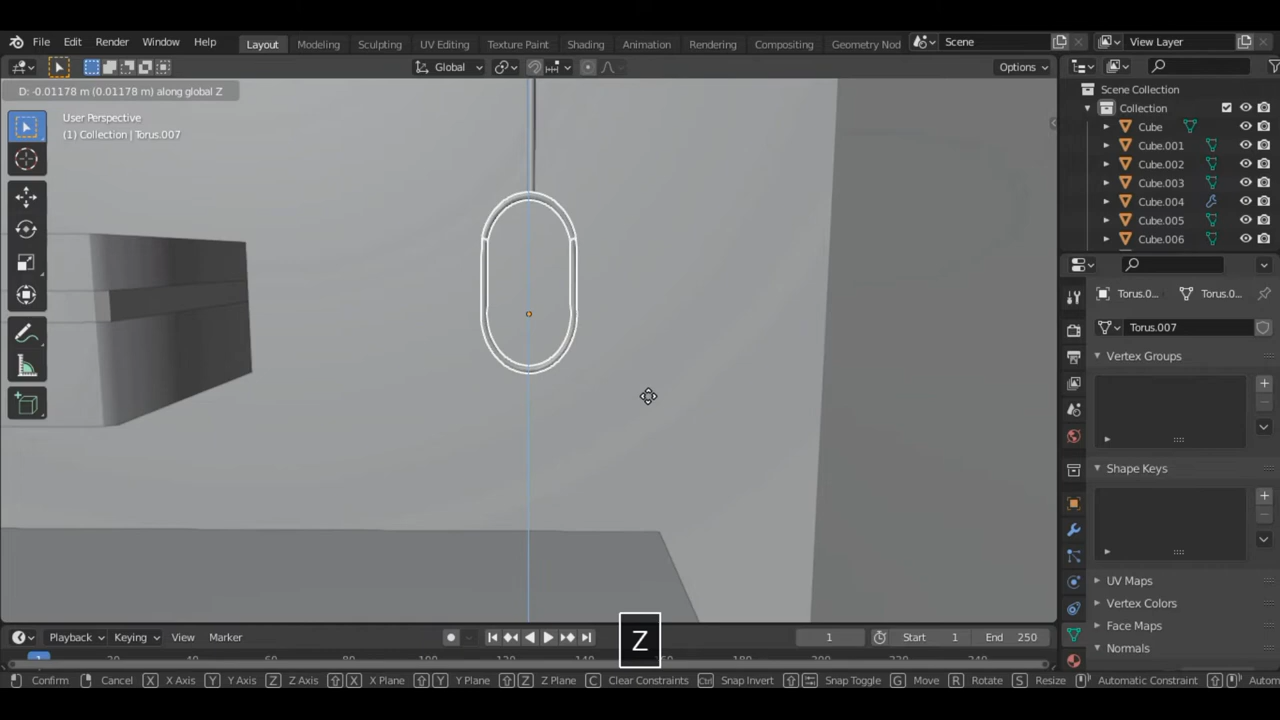 File Edit Render Window Help Layout Modeling Sculpting UV Editing Texture Paint Shading Animation Rendering Compositing Geometry Nod Scene View Layer
Global Options
D: -0.01178 m (0.01178 m) along global Z
User Perspective
(1) Collection | Torus.007
Scene Collection
Collection
Cube
Cube.001
Cube.002
Cube.003
Cube.004
Cube.005
Cube.006
Torus.0... Torus.0...
Torus.007
Vertex Groups
Shape Keys
UV Maps
Vertex Colors
Face Maps
Normals
Z
Playback Keying View Marker 1 Start 1 End 250
1
Confirm Cancel X X Axis Y Y Axis Z Z Axis X X Plane Y Y Plane Z Z Plane C Clear Constraints Ctrl Snap Invert Snap Toggle G Move R Rotate S Resize Automatic Constraint Autom